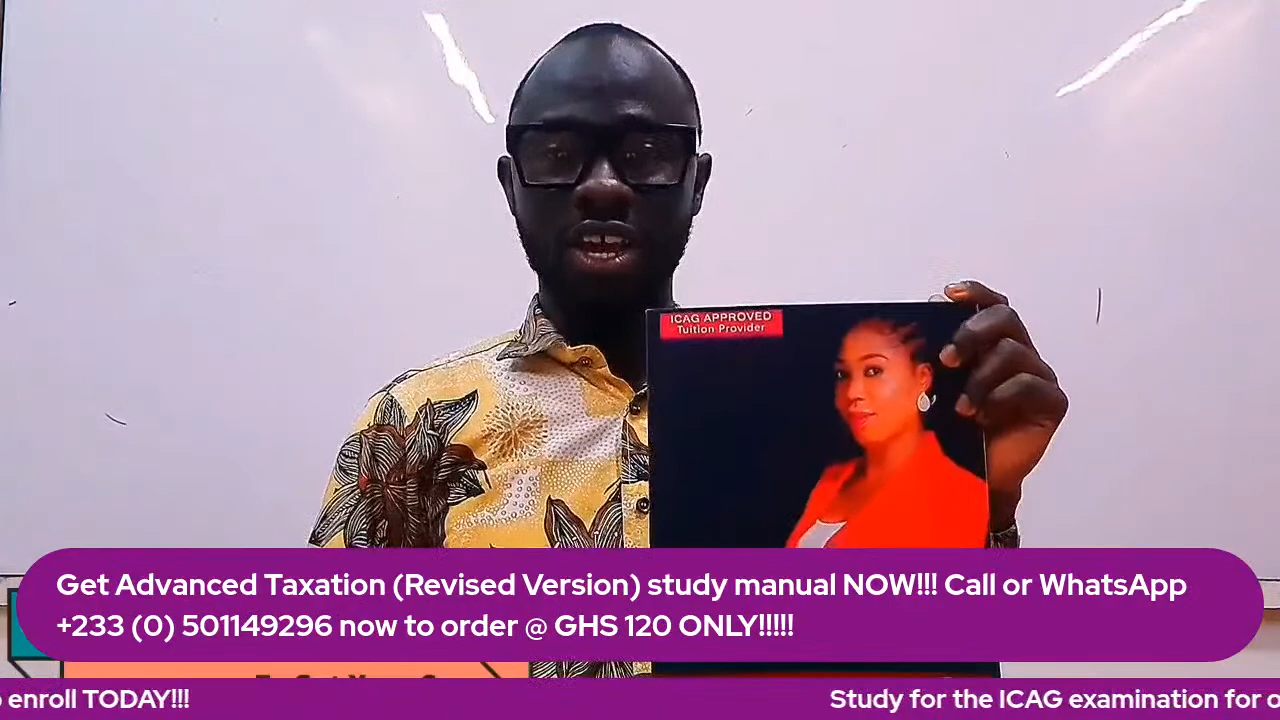 ICAG APPROVED
Tuition Provider
Get Advanced Taxation (Revised Version) study manual NOW!!! Call or WhatsApp
+233 (0) 501149296 now to order @ GHS 120 ONLY!!!!!
enroll TODAY!!!
Study for the ICAG examination for